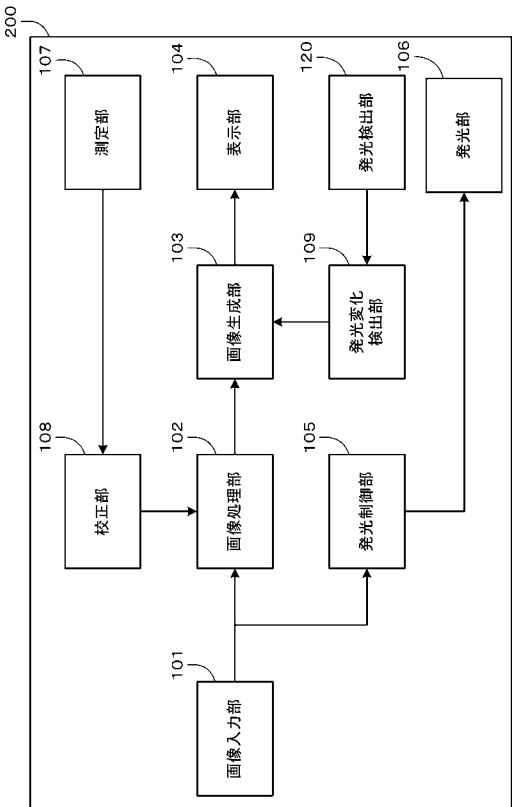 200
107
測定部
104
表示部
120
発光検出部
106
発光部
103
画像生成部
109
発光変化
検出部
108
校正部
102
画像処理部
105
発光制御部
101
画像入力部